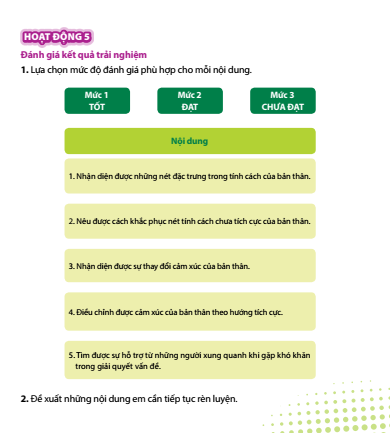 HOẠT ĐỘNG 5
Đánh giá kết quả trải nghiệm
1. Lựa chọn mức độ đánh giá phù hợp cho mỗi nội dung.
Mức 1 Mức 2 Mức 3
TỐT ĐẠT CHƯA ĐẠT
Nội dung
1. Nhận diện được những nét đặc trưng trong tính cách của bản thân.
2. Nêu được cách khắc phục nét tính cách chưa tích cực của bản thân.
3. Nhận diện được sự thay đổi cảm xúc của bản thân.
4. Điều chỉnh được cảm xúc của bản thân theo hướng tích cực.
5. Tìm được sự hỗ trợ từ những người xung quanh khi gặp khó khăn
trong giải quyết vấn đề.
2. Đề xuất những nội dung em cần tiếp tục rèn luyện.